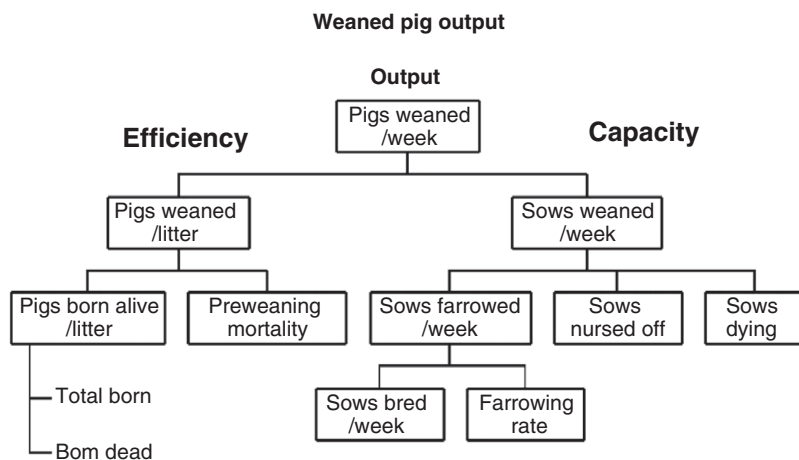 Weaned pig output
Output
Efficiency
Capacity
Pigs weaned
/week
Pigs weaned
/litter
Sows weaned
/week
Pigs born alive
/litter
Preweaning
mortality
Sows farrowed
/week
Sows
nursed off
Sows
dying
Total born
Bom dead
Sows bred
/week
Farrowing
rate